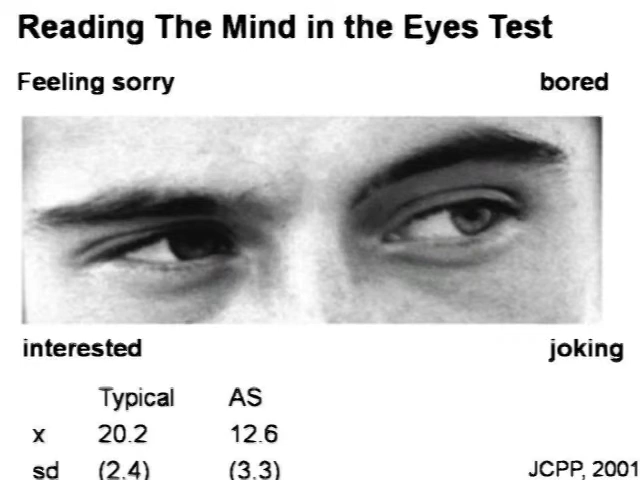 Reading The Mind in the Eyes Test
Feeling sorry bored
interested joking
Typical AS
x 20.2 12.6
sd (2.4) (3.3)
JCPP, 2001